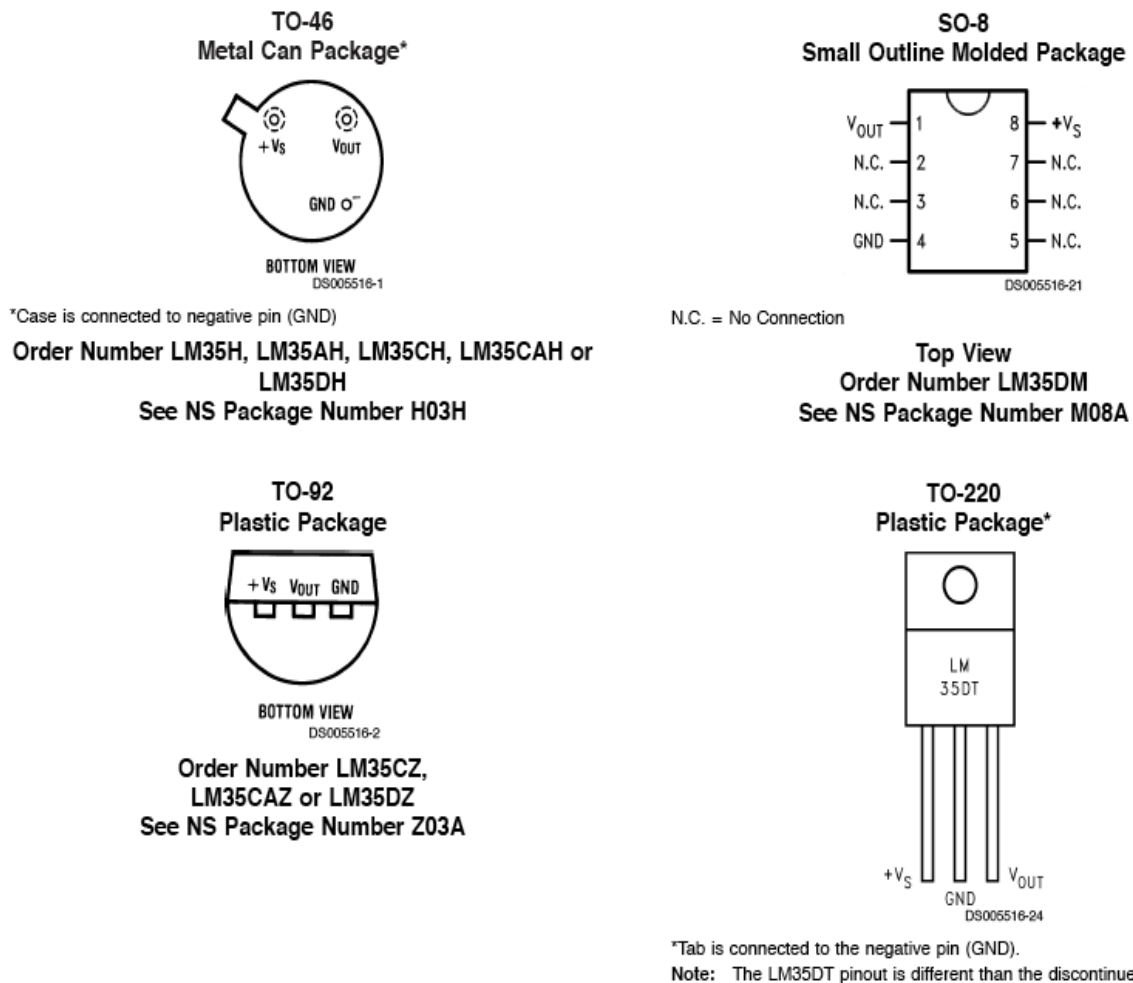 TO-46
Metal Can Package*
+VS
VOUT
GND
BOTTOM VIEW
DS005516-1
*Case is connected to negative pin (GND)
Order Number LM35H, LM35AH, LM35CH, LM35CAH or
LM35DH
See NS Package Number H03H
SO-8
Small Outline Molded Package
VOUT 1 8 +VS
N.C. 2 7 N.C.
N.C. 3 6 N.C.
GND 4 5 N.C.
DS005516-21
N.C. = No Connection
Top View
Order Number LM35DM
See NS Package Number M08A
TO-92
Plastic Package
+VS VOUT GND
BOTTOM VIEW
DS005516-2
Order Number LM35CZ,
LM35CAZ or LM35DZ
See NS Package Number Z03A
TO-220
Plastic Package*
LM
35DT
+VS
GND
VOUT
DS005516-24
*Tab is connected to the negative pin (GND).
Note: The LM35DT pinout is different than the discontinue